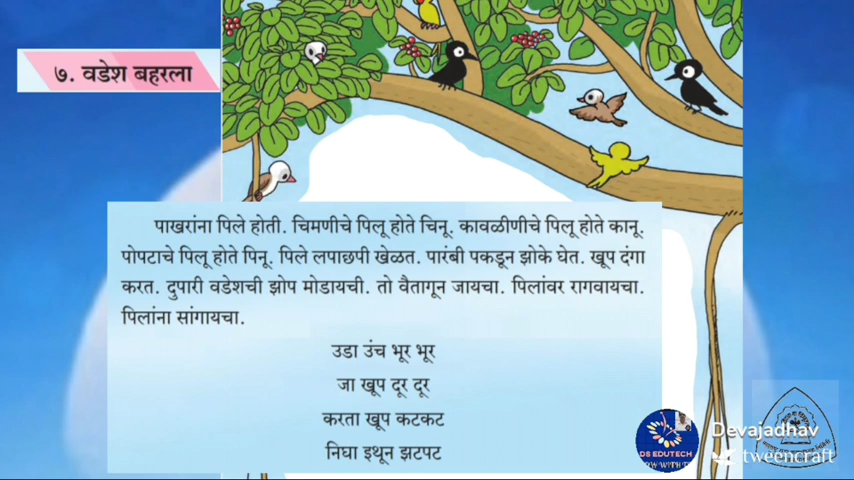 ७. वडेश बहरला
पाखरांना पिले होती. चिमणीचे पिलू होते चिनू. कावळीणीचे पिलू होते कानू.
पोपटाचे पिलू होते पिनू. पिले लपाछपी खेळत. पारंबी पकडून झोके घेत. खूप दंगा
करत. दुपारी वडेशची झोप मोडायची. तो वैतागून जायचा. पिलांवर रागवायचा.
पिलांना सांगायचा.
उडा उंच भूर भूर
जा खूप दूर दूर
करता खूप कटकट
निघा इथून झटपट
DS EDUTECH
Devajadhav
tweencraft